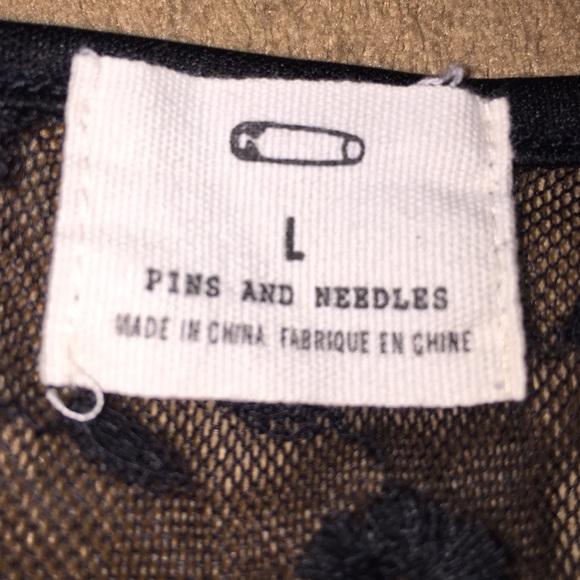 L
PINS AND NEEDLES
MADE IN CHINA FABRIQUE EN CHINE